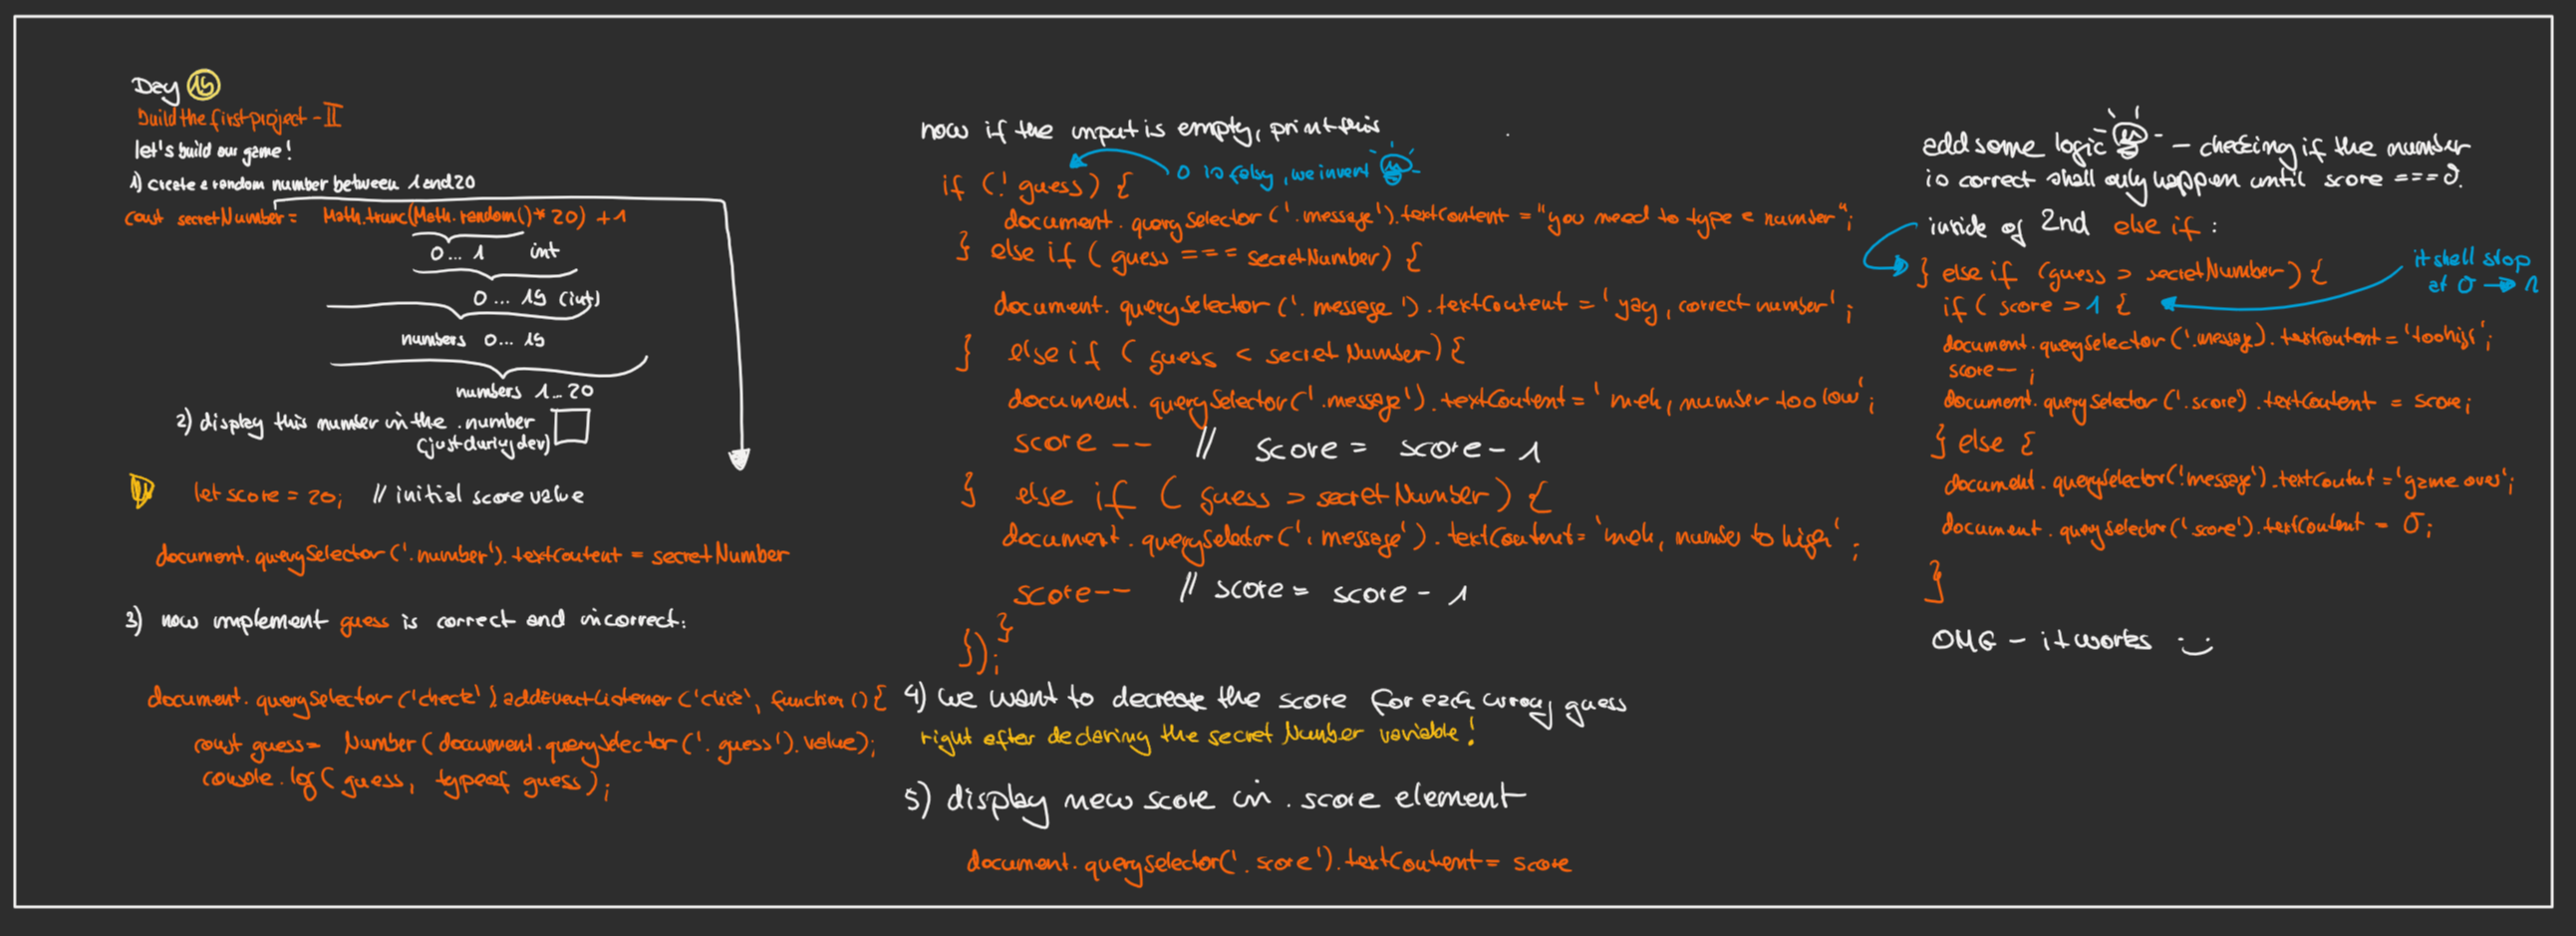 Day 19
build the first project - II
let's build our game!
1) create a random number between 1 and 20
const secretNumber = Math.trunc(Math.random()* 20) + 1
0 ... 1 int
0 ... 19 (int)
numbers 0 ... 19
numbers 1 ... 20
2) display this number in the .number
(just during dev)
let score = 20; // initial score value
document.querySelector('.number').textContent = secretNumber
3) now implement guess is correct and incorrect:
document.querySelector('check').addEventListener('click', function () {
const guess = Number(document.querySelector('.guess').value);
console.log(guess, typeof guess);
now if the input is empty, print this
0 is falsy, we invert
if (! guess) {
document.querySelector('.message').textContent = "you need to type a number";
} else if ( guess === secretNumber) {
document.querySelector('.message').textContent = 'yay, correct number';
} else if ( guess < secretNumber) {
document.querySelector('.message').textContent = 'meh, number too low';
score -- // score = score - 1
} else if ( guess > secretNumber) {
document.querySelector('.message').textContent = 'meh, number to high';
score-- // score = score - 1
}
});
4) we want to decrease the score for each wrong guess
right after declaring the secret Number variable!
5) display new score in .score element
document.querySelector('.score').textContent = score
add some logic - checking if the number
is correct shall only happen until score === 0.
inside of 2nd else if :
} else if (guess > secretNumber) {
it shall stop
at 0 → 1
if ( score > 1 {
document.querySelector('.message).textContent = 'too high';
score-- ;
document.querySelector('.score).textContent = score;
} else {
document.querySelector('.message').textContent = 'game over';
document.querySelector('.score').textContent = 0;
}
OMG - it works :)